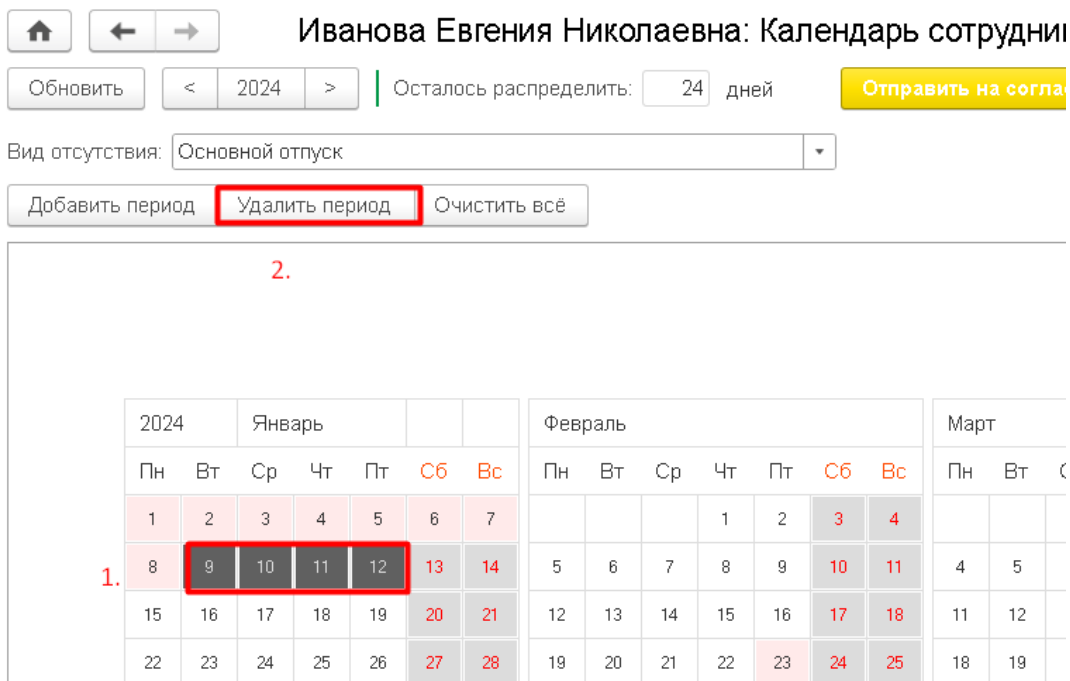 Иванова Евгения Николаевна: Календарь сотрудни
Обновить < 2024 > Осталось распределить: 24 дней Отправить на согла
Вид отсутствия: Основной отпуск
Добавить период Удалить период Очистить всё
2.
2024 Январь Февраль Март
Пн Вт Ср Чт Пт Сб Вс Пн Вт Ср Чт Пт Сб Вс Пн Вт
1 2 3 4 5 6 7 1 2 3 4
1. 8 9 10 11 12 13 14 5 6 7 8 9 10 11 4 5
15 16 17 18 19 20 21 12 13 14 15 16 17 18 11 12
22 23 24 25 26 27 28 19 20 21 22 23 24 25 18 19